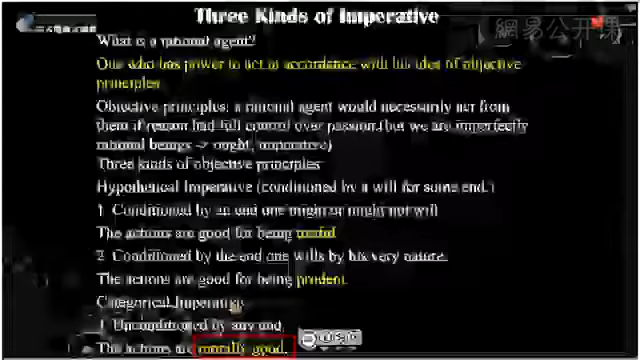 Three Kinds of Imperative
網易公开课
What is a rational agent?
One who has power to act in accordance with his idea of objective
principles
Objective principles: a rational agent would necessarily act from
them if reason had full control over passion.(but we are imperfectly
rational beings -> ought, imperative)
Three kinds of objective principles
Hypothetical Imperative (conditioned by a will for some end.)
1 Conditioned by an end one might or might not will
The actions are good for being useful
2 Conditioned by the end one wills by his very nature.
The actions are good for being prudent
Categorical Imperative
1 Unconditioned by any end.
The actions are morally good.